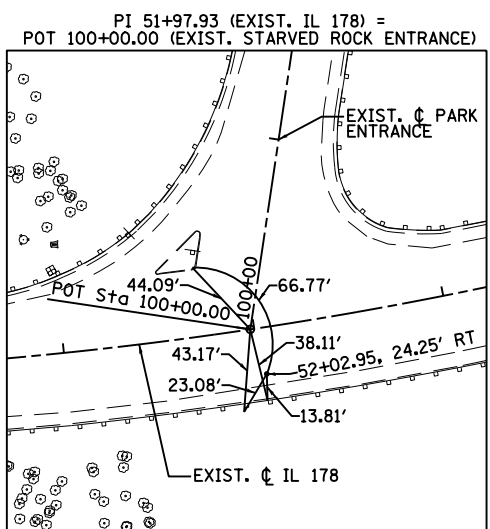 PI 51+97.93 (EXIST. IL 178) =
POT 100+00.00 (EXIST. STARVED ROCK ENTRANCE)
EXIST. ℄ PARK
ENTRANCE
100+00
44.09'
66.77'
POT Sta 100+00.00
38.11'
43.17'
52+02.95, 24.25' RT
23.08'
13.81'
EXIST. ℄ IL 178